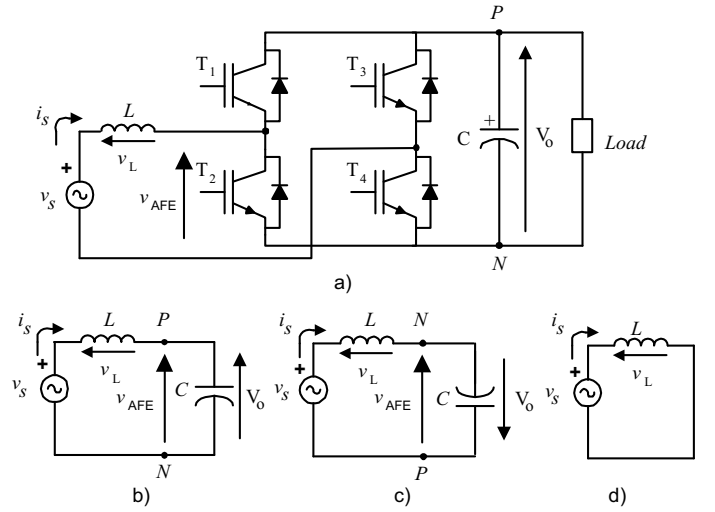 P
T1 T3
is L
+ vL
T2 T4
vs vAFE
C + Vo Load
N
a)
is L P
+ vL
vs vAFE C Vo
N
b)
is L N
+ vL
vs vAFE C Vo
P
c)
is L
+ vL
vs
d)